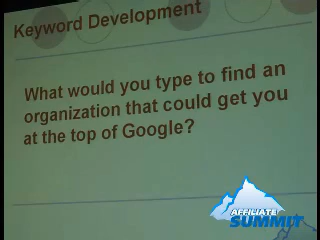 Keyword Development
What would you type to find an
organization that could get you
at the top of Google?
AFFILIATE
SUMMIT